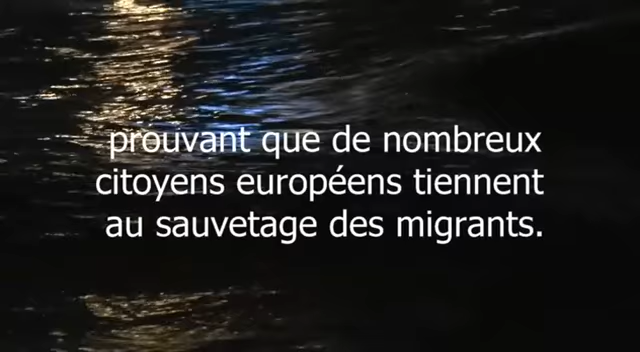 prouvant que de nombreux
citoyens européens tiennent
au sauvetage des migrants.